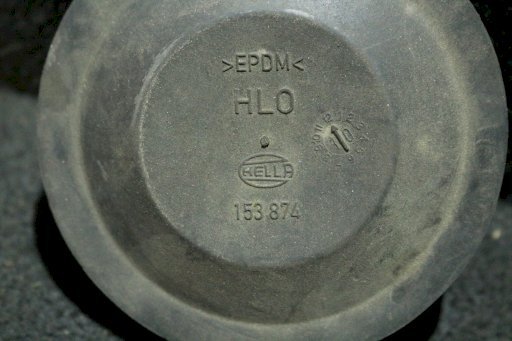 >EPDM<
HLO
HELLA
153 874